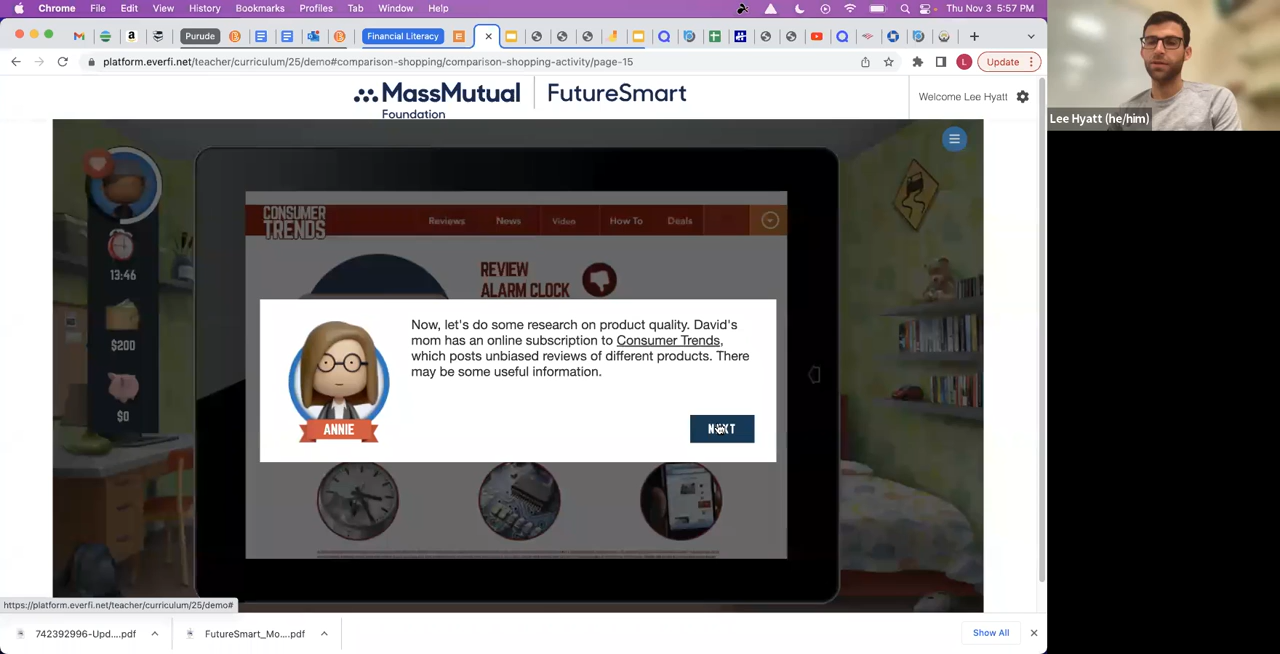 Chrome File Edit View History Bookmarks Profiles Tab Window Help
Thu Nov 3 5:57 PM
Purude
Financial Literacy
platform.everfi.net/teacher/curriculum/25/demo#comparison-shopping/comparison-shopping-activity/page-15
Update
MassMutual
Foundation
FutureSmart
Welcome Lee Hyatt
Lee Hyatt (he/him)
CONSUMER
TRENDS
Reviews News Video How To Deals
REVIEW
ALARM CLOCK
13:46
$200
$0
Now, let's do some research on product quality. David's
mom has an online subscription to Consumer Trends,
which posts unbiased reviews of different products. There
may be some useful information.
ANNIE
NEXT
https://platform.everfi.net/teacher/curriculum/25/demo#
742392996-Upd....pdf
FutureSmart_Mo....pdf
Show All